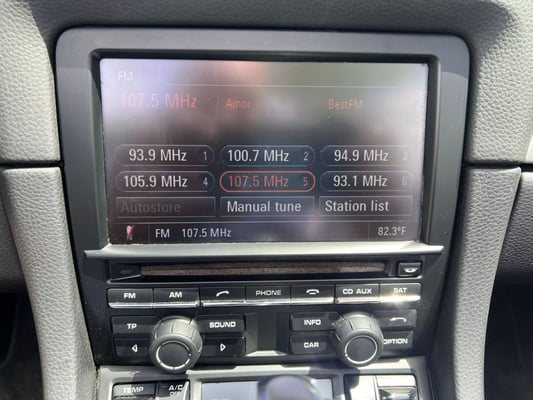 FM
107.5 MHz Amor BestFM
93.9 MHz 1 100.7 MHz 2 94.9 MHz 3
105.9 MHz 4 107.5 MHz 5 93.1 MHz 6
Autostore Manual tune Station list
FM 107.5 MHz 82.3°F
FM AM PHONE CD AUX SAT
TP SOUND INFO
CAR OPTION
TEMP A/C
OFF